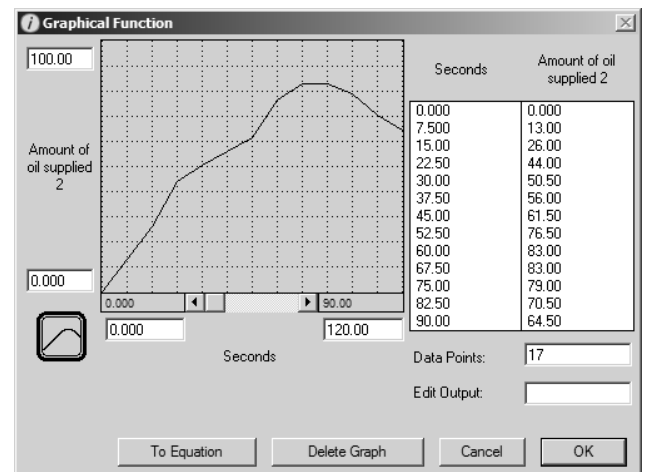 Graphical Function
100.00
Amount of
oil supplied
2
0.000
0.000 90.00
0.000 120.00
Seconds
Seconds Amount of oil
supplied 2
0.000 0.000
7.500 13.00
15.00 26.00
22.50 44.00
30.00 50.50
37.50 56.00
45.00 61.50
52.50 76.50
60.00 83.00
67.50 83.00
75.00 79.00
82.50 70.50
90.00 64.50
Data Points: 17
Edit Output:
To Equation Delete Graph Cancel OK